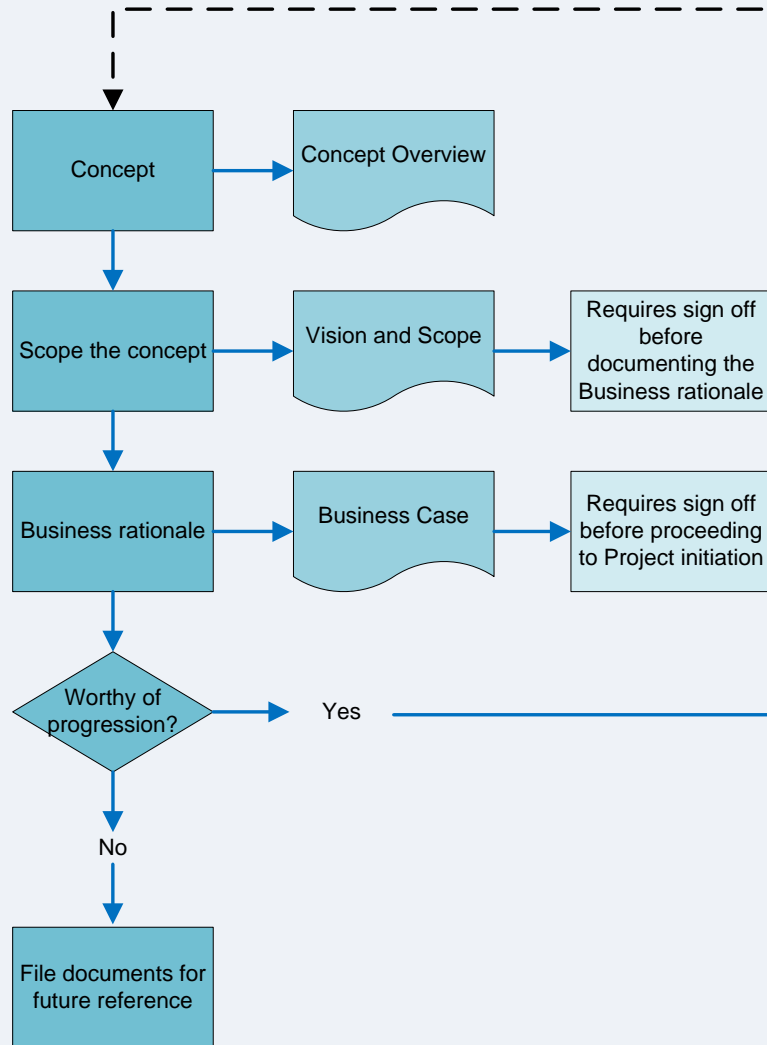 Concept
Concept Overview
Scope the concept
Vision and Scope
Requires sign off
before
documenting the
Business rationale
Business rationale
Business Case
Requires sign off
before proceeding
to Project initiation
Worthy of
progression?
Yes
No
File documents for
future reference